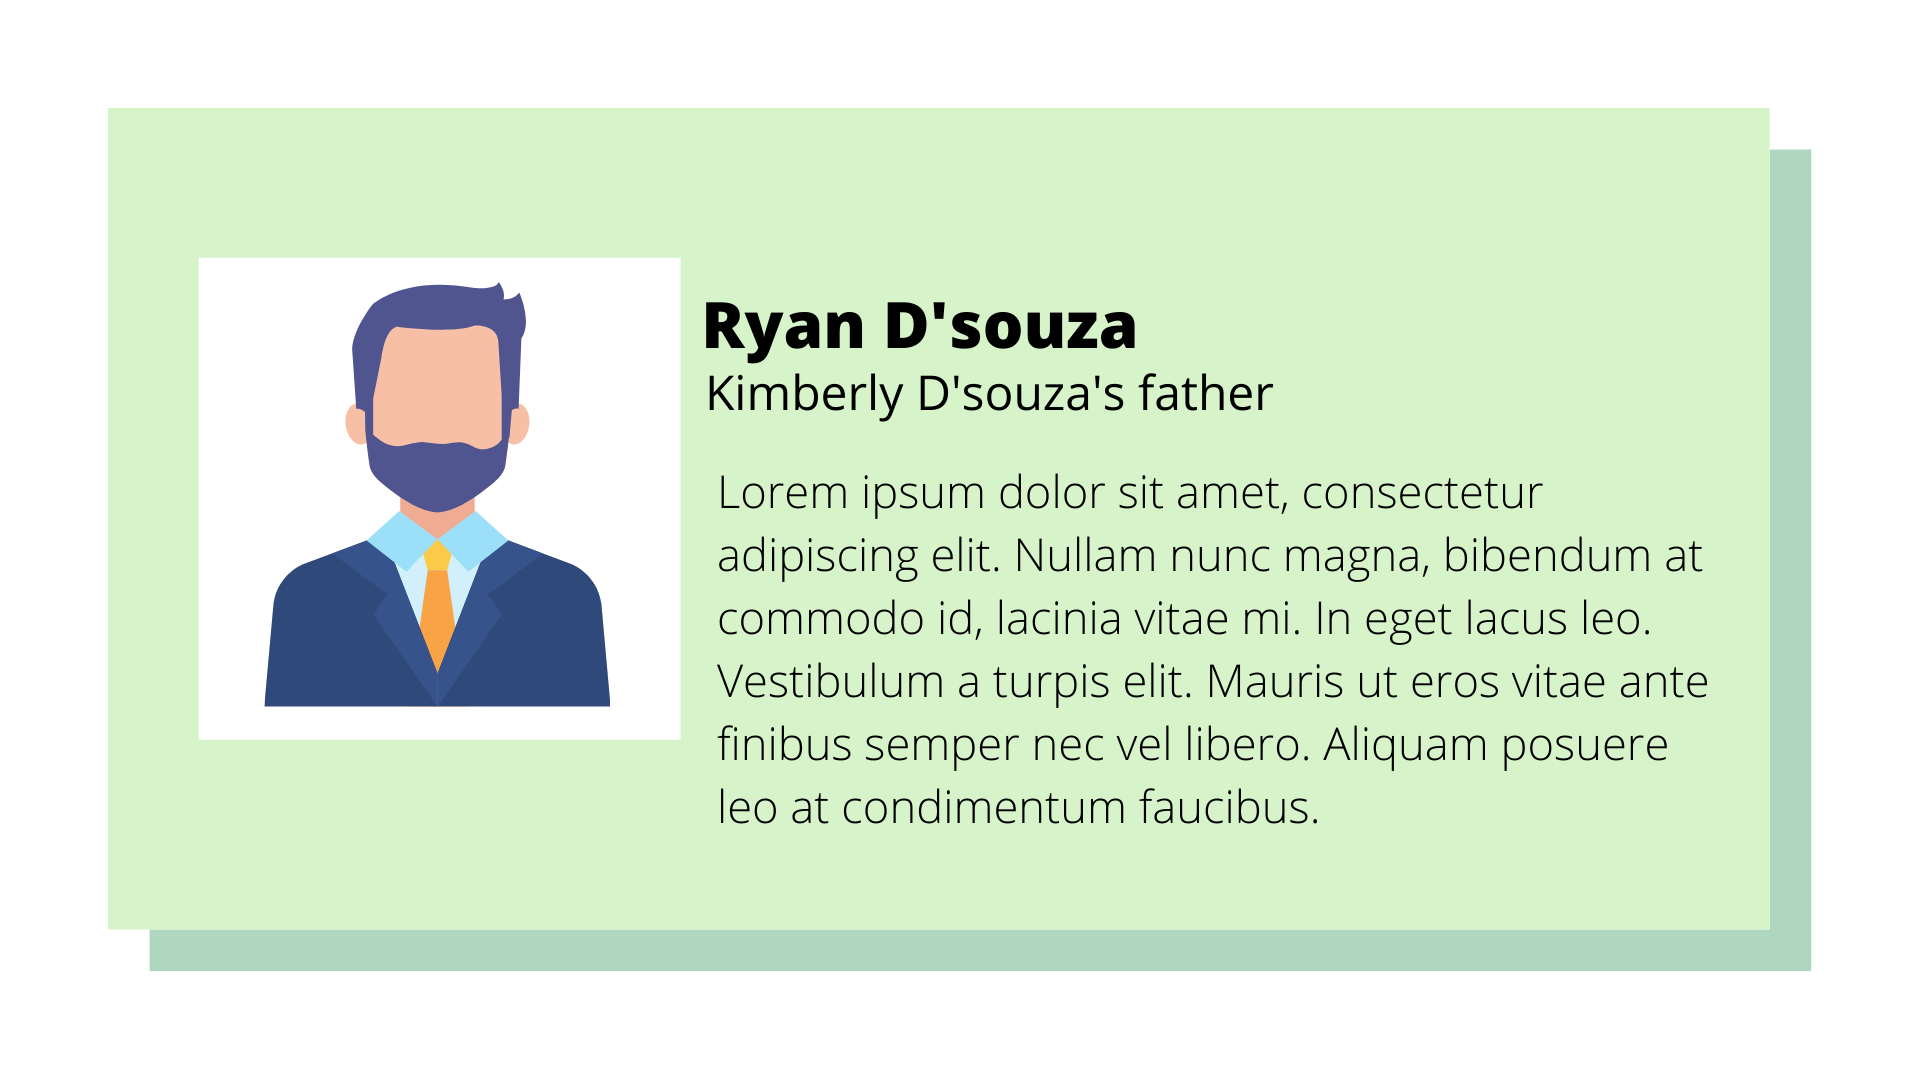 Ryan D'souza
Kimberly D'souza's father
Lorem ipsum dolor sit amet, consectetur
adipiscing elit. Nullam nunc magna, bibendum at
commodo id, lacinia vitae mi. In eget lacus leo.
Vestibulum a turpis elit. Mauris ut eros vitae ante
finibus semper nec vel libero. Aliquam posuere
leo at condimentum faucibus.